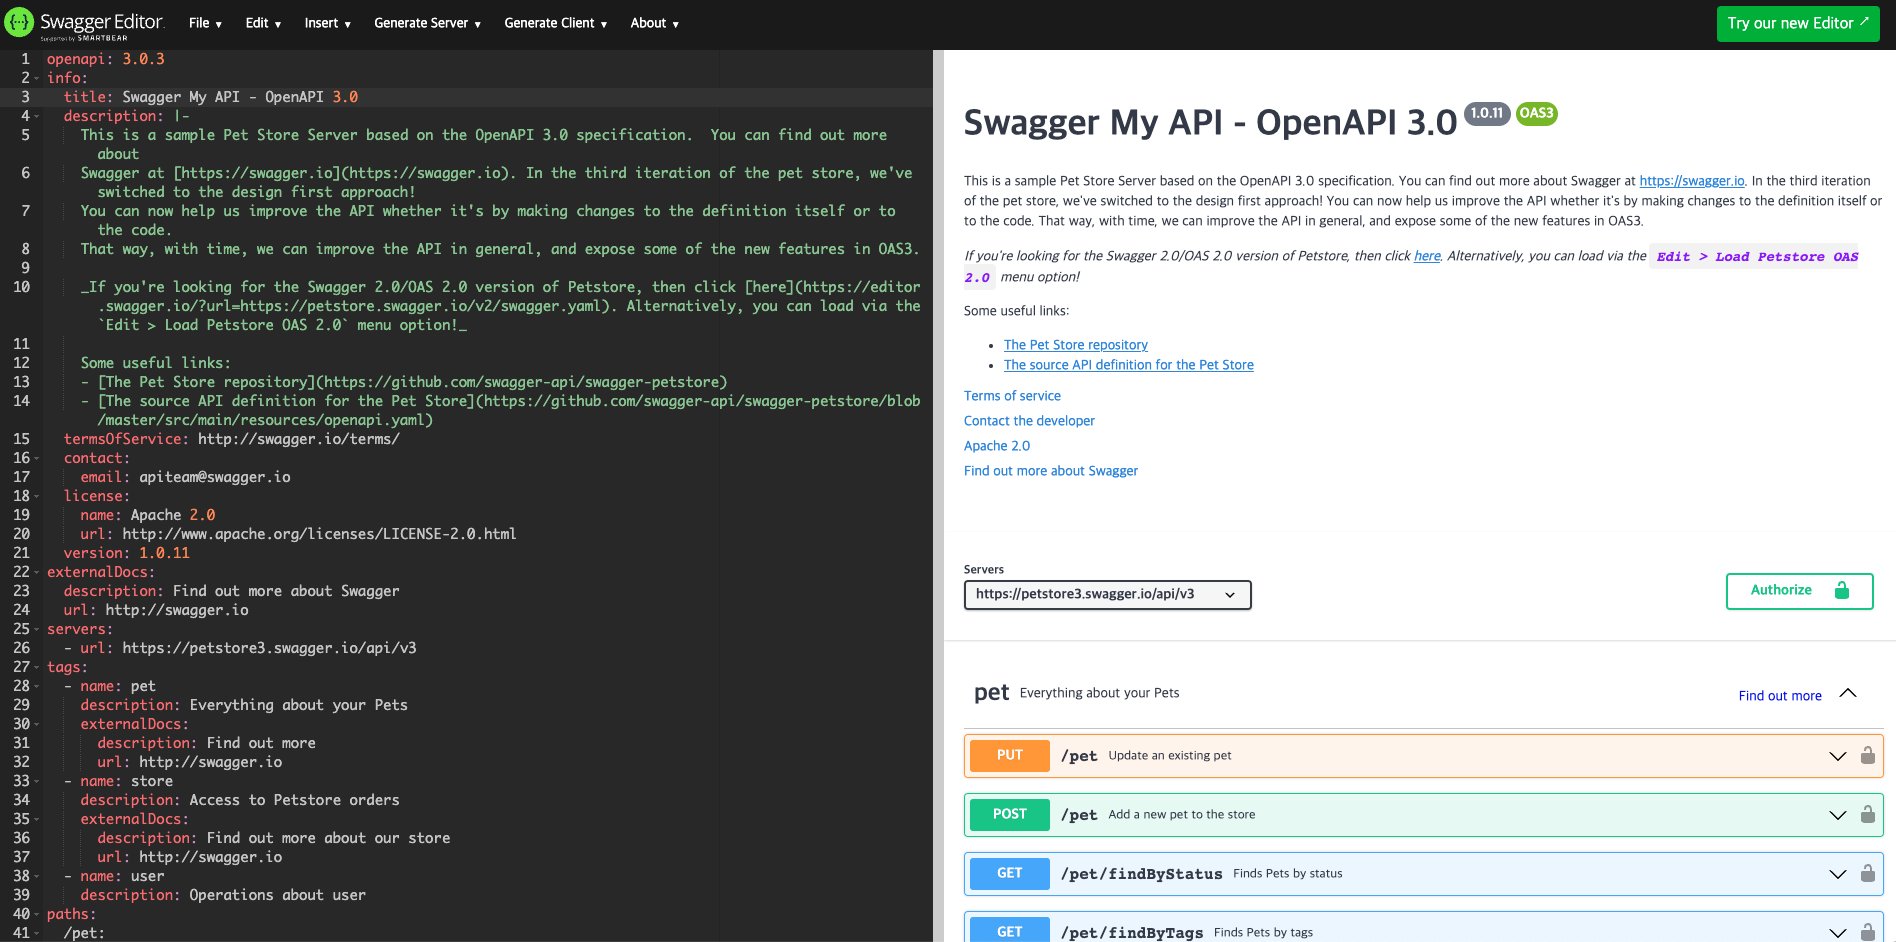 Swagger Editor.
Supported by SMARTBEAR
File ▼ Edit ▼ Insert ▼ Generate Server ▼ Generate Client ▼ About ▼
Try our new Editor ↗
1 openapi: 3.0.3
2 info:
3 title: Swagger My API - OpenAPI 3.0
4 description: |-
5 This is a sample Pet Store Server based on the OpenAPI 3.0 specification.  You can find out more
about
6 Swagger at [https://swagger.io](https://swagger.io). In the third iteration of the pet store, we've
switched to the design first approach!
7 You can now help us improve the API whether it's by making changes to the definition itself or to
the code.
8 That way, with time, we can improve the API in general, and expose some of the new features in OAS3.
9
10 _If you're looking for the Swagger 2.0/OAS 2.0 version of Petstore, then click [here](https://editor
.swagger.io/?url=https://petstore.swagger.io/v2/swagger.yaml). Alternatively, you can load via the
`Edit > Load Petstore OAS 2.0` menu option!_
11
12 Some useful links:
13 - [The Pet Store repository](https://github.com/swagger-api/swagger-petstore)
14 - [The source API definition for the Pet Store](https://github.com/swagger-api/swagger-petstore/blob
/master/src/main/resources/openapi.yaml)
15 termsOfService: http://swagger.io/terms/
16 contact:
17 email: apiteam@swagger.io
18 license:
19 name: Apache 2.0
20 url: http://www.apache.org/licenses/LICENSE-2.0.html
21 version: 1.0.11
22 externalDocs:
23 description: Find out more about Swagger
24 url: http://swagger.io
25 servers:
26 - url: https://petstore3.swagger.io/api/v3
27 tags:
28 - name: pet
29 description: Everything about your Pets
30 externalDocs:
31 description: Find out more
32 url: http://swagger.io
33 - name: store
34 description: Access to Petstore orders
35 externalDocs:
36 description: Find out more about our store
37 url: http://swagger.io
38 - name: user
39 description: Operations about user
40 paths:
41 /pet:
Swagger My API - OpenAPI 3.0 1.0.11 OAS3
This is a sample Pet Store Server based on the OpenAPI 3.0 specification. You can find out more about Swagger at https://swagger.io. In the third iteration
of the pet store, we've switched to the design first approach! You can now help us improve the API whether it's by making changes to the definition itself or
to the code. That way, with time, we can improve the API in general, and expose some of the new features in OAS3.
If you're looking for the Swagger 2.0/OAS 2.0 version of Petstore, then click here. Alternatively, you can load via the Edit > Load Petstore OAS
2.0 menu option!
Some useful links:
• The Pet Store repository
• The source API definition for the Pet Store
Terms of service
Contact the developer
Apache 2.0
Find out more about Swagger
Servers
https://petstore3.swagger.io/api/v3
Authorize
pet Everything about your Pets
Find out more
PUT /pet Update an existing pet
POST /pet Add a new pet to the store
GET /pet/findByStatus Finds Pets by status
GET /pet/findByTags Finds Pets by tags